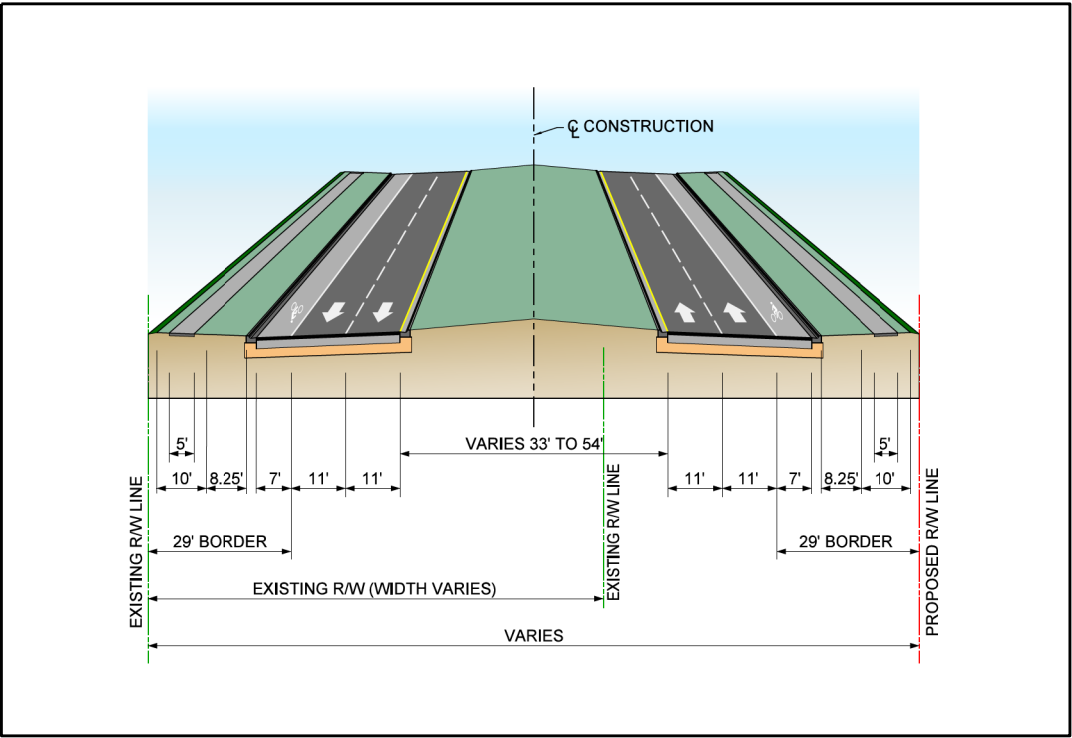 ℄ CONSTRUCTION
5'
VARIES 33' TO 54'
5'
10'
8.25'
7'
11'
11'
11'
11'
7'
8.25'
10'
29' BORDER
29' BORDER
EXISTING R/W (WIDTH VARIES)
VARIES
EXISTING R/W LINE
EXISTING R/W LINE
PROPOSED R/W LINE